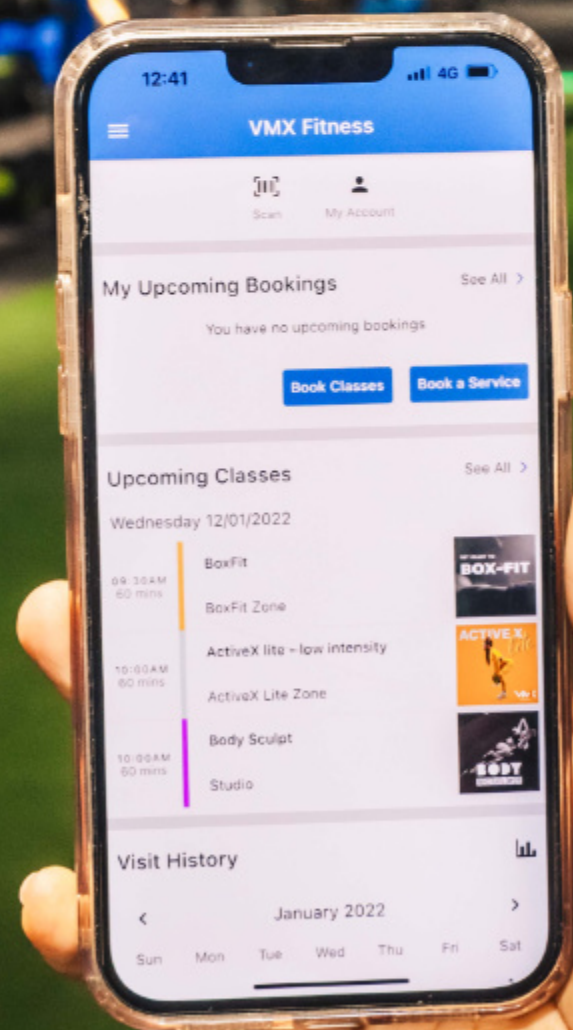 12:41
4G
VMX Fitness
Scan
My Account
My Upcoming Bookings
See All >
You have no upcoming bookings
Book Classes
Book a Service
Upcoming Classes
See All >
Wednesday 12/01/2022
09:30AM
60 mins
BoxFit
BoxFit Zone
BOX-FIT
10:00AM
60 mins
ActiveX lite - low intensity
ActiveX Lite Zone
ACTIVE X
lite
10:00AM
60 mins
Body Sculpt
Studio
BODY
Visit History
< January 2022 >
Sun Mon Tue Wed Thu Fri Sat